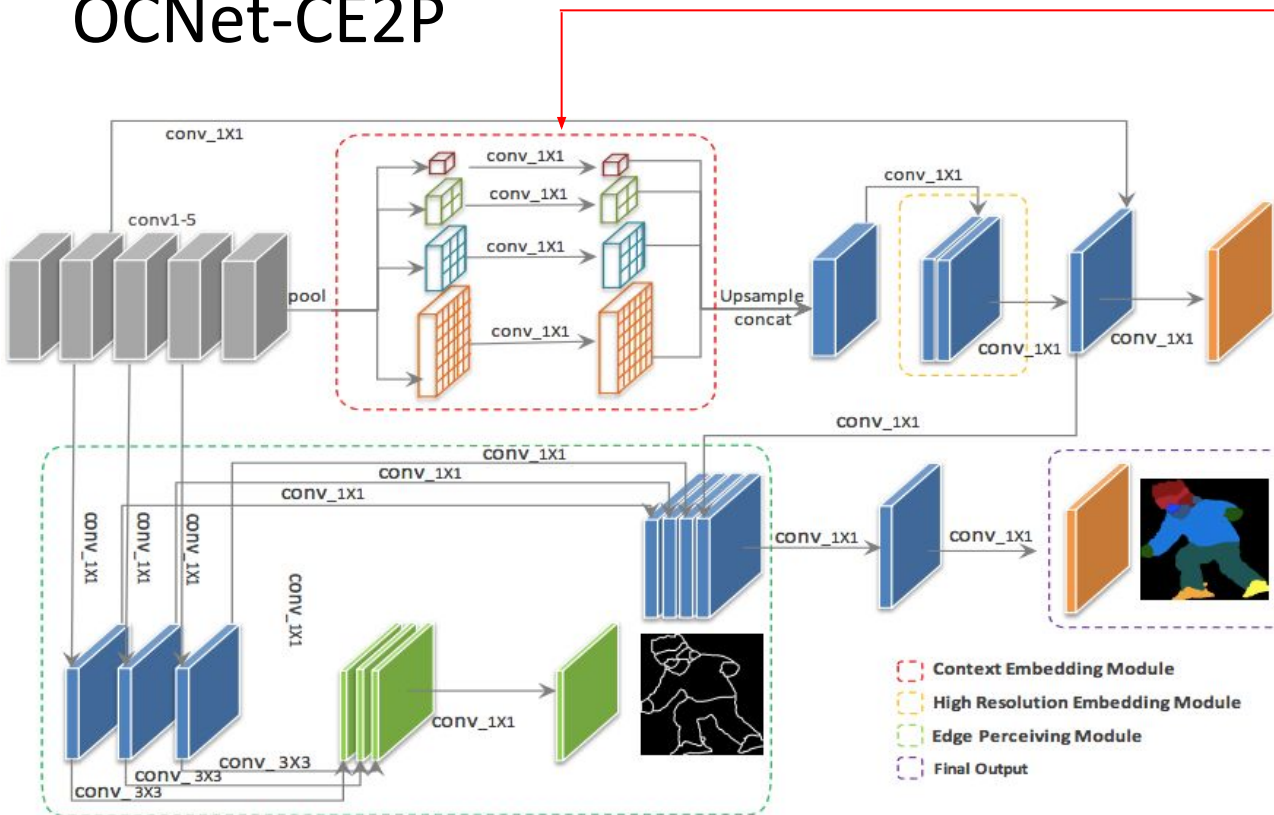 OCNet-CE2P
conv_1X1
conv1-5
pool
conv_1X1
conv_1X1
conv_1X1
conv_1X1
Upsample
concat
conv_1X1
conv_1X1
conv_1X1
conv_1X1
conv_1X1
conv_1X1
conv_1X1
conv_1X1
conv_1X1
conv_1X1
conv_1X1
conv_1X1
conv_1X1
conv_1X1
conv_3X3
conv_3X3
conv_3X3
Context Embedding Module
High Resolution Embedding Module
Edge Perceiving Module
Final Output